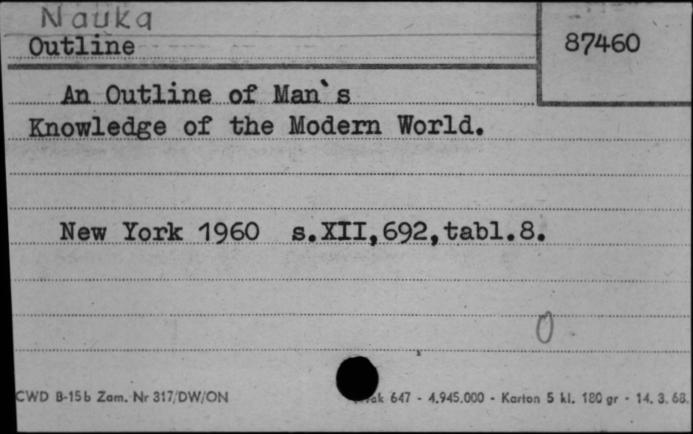 Nauka
Outline
87460
An Outline of Man`s
Knowledge of the Modern World.
New York 1960 s.XII,692,tabl.8.
0
CWD B-15b Zam. Nr 317/DW/ON
647 - 4.945.000 - Karton 5 kl. 180 gr - 14. 3. 68.